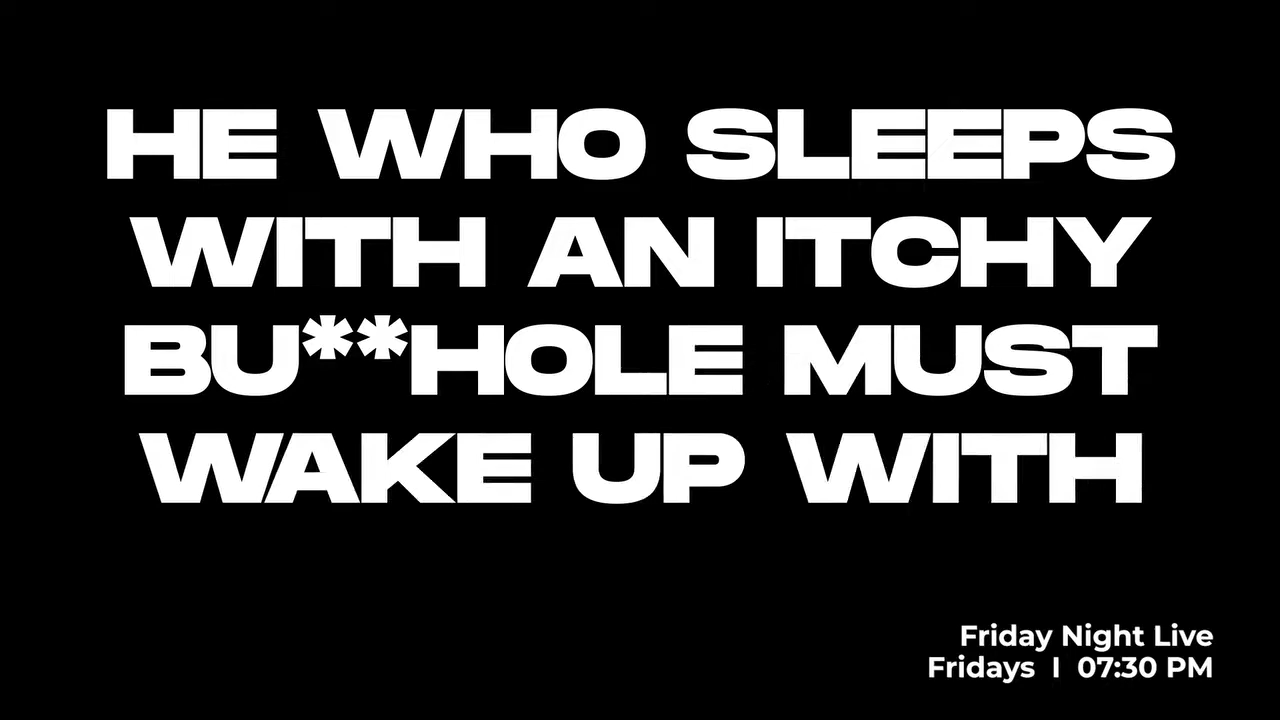 HE WHO SLEEPS
WITH AN ITCHY
BU**HOLE MUST
WAKE UP WITH
Friday Night Live
Fridays I 07:30 PM